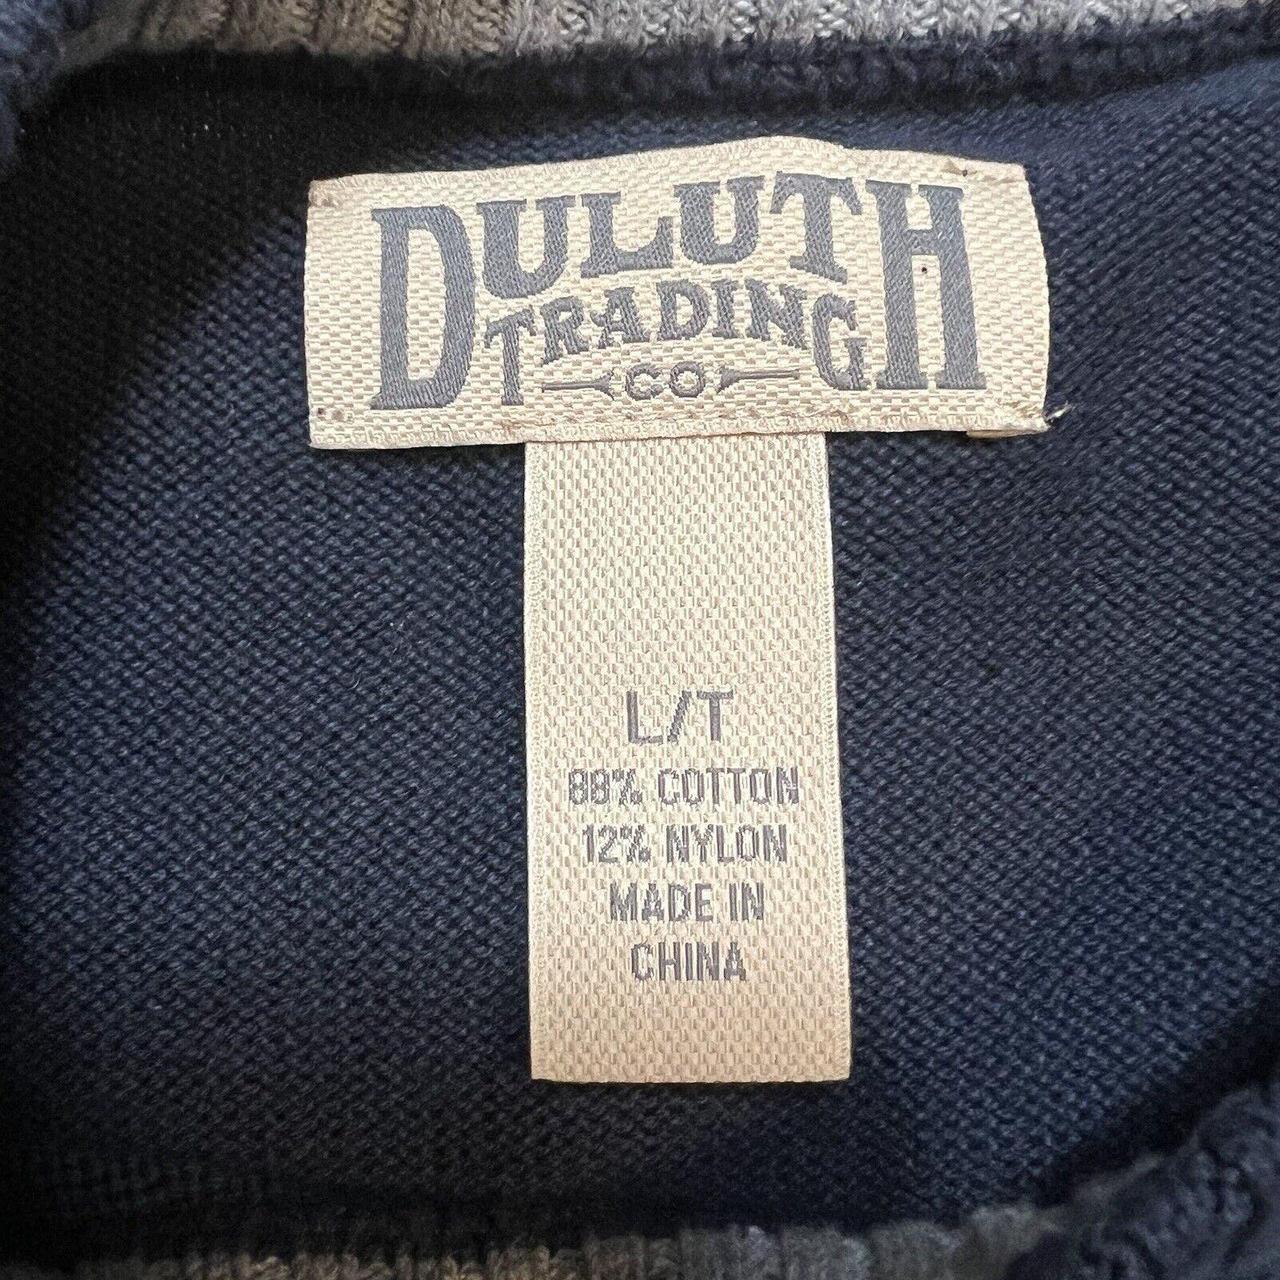 DULUTH
TRADING
CO
L/T
88% COTTON
12% NYLON
MADE IN
CHINA